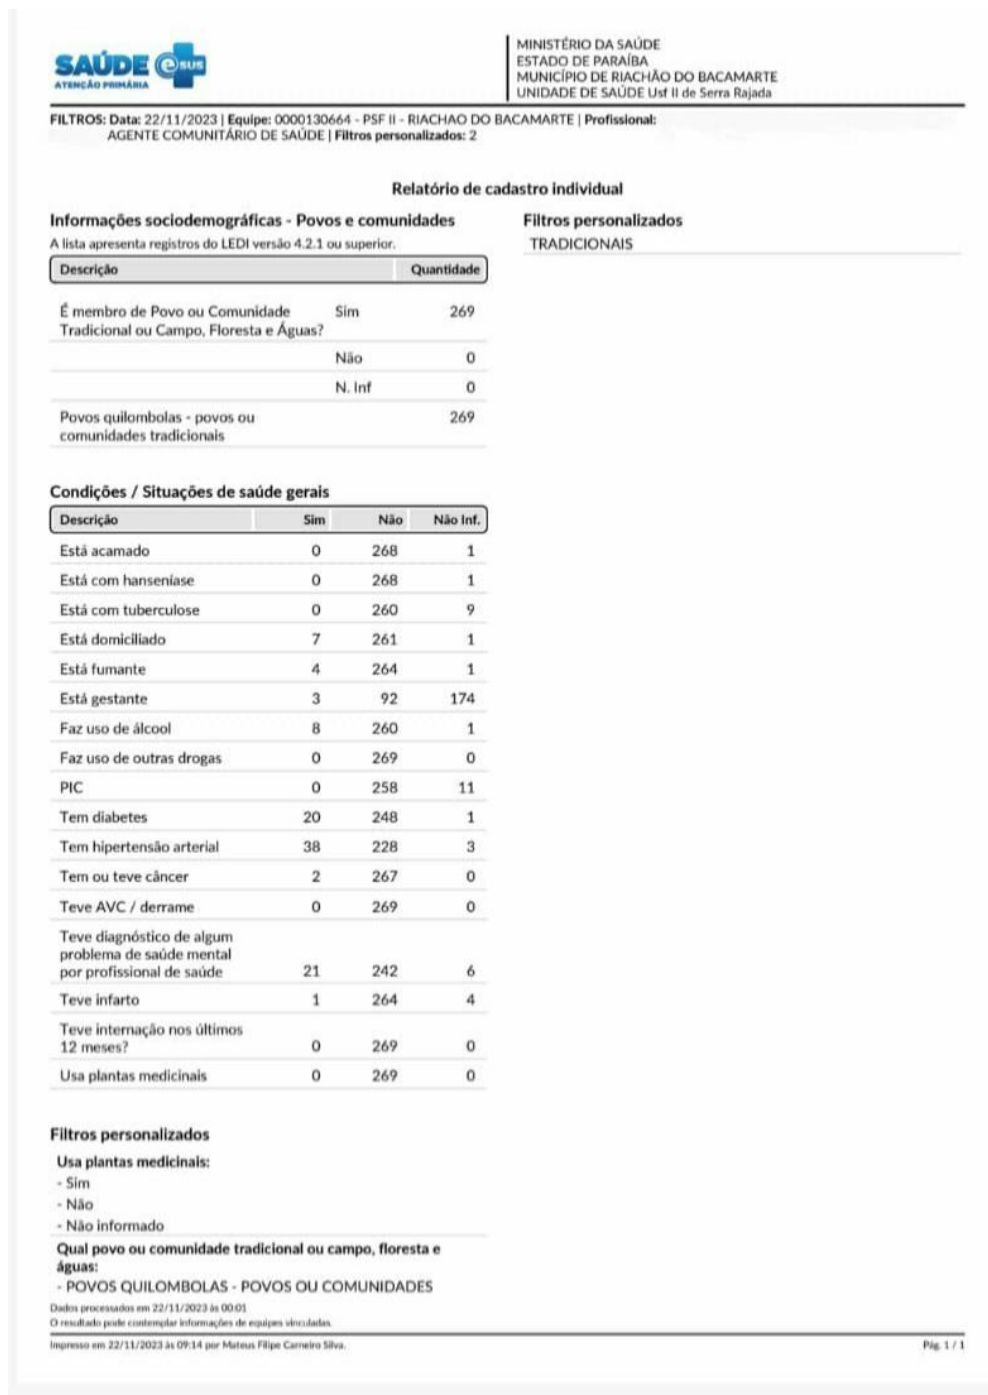 SAÚDE e SUS
ATENÇÃO PRIMÁRIA
MINISTÉRIO DA SAÚDE
ESTADO DE PARAÍBA
MUNICÍPIO DE RIACHÃO DO BACAMARTE
UNIDADE DE SAÚDE Usf II de Serra Rajada
FILTROS: Data: 22/11/2023 | Equipe: 0000130664 - PSF II - RIACHAO DO BACAMARTE | Profissional:
AGENTE COMUNITÁRIO DE SAÚDE | Filtros personalizados: 2
Relatório de cadastro individual
Informações sociodemográficas - Povos e comunidades
A lista apresenta registros do LEDI versão 4.2.1 ou superior.
Descrição Quantidade
É membro de Povo ou Comunidade Sim 269
Tradicional ou Campo, Floresta e Águas?
Não 0
N. Inf 0
Povos quilombolas - povos ou 269
comunidades tradicionais
Filtros personalizados
TRADICIONAIS
Condições / Situações de saúde gerais
Descrição Sim Não Não Inf.
Está acamado 0 268 1
Está com hanseníase 0 268 1
Está com tuberculose 0 260 9
Está domiciliado 7 261 1
Está fumante 4 264 1
Está gestante 3 92 174
Faz uso de álcool 8 260 1
Faz uso de outras drogas 0 269 0
PIC 0 258 11
Tem diabetes 20 248 1
Tem hipertensão arterial 38 228 3
Tem ou teve câncer 2 267 0
Teve AVC / derrame 0 269 0
Teve diagnóstico de algum
problema de saúde mental
por profissional de saúde 21 242 6
Teve infarto 1 264 4
Teve internação nos últimos
12 meses? 0 269 0
Usa plantas medicinais 0 269 0
Filtros personalizados
Usa plantas medicinais:
- Sim
- Não
- Não informado
Qual povo ou comunidade tradicional ou campo, floresta e
águas:
- POVOS QUILOMBOLAS - POVOS OU COMUNIDADES
Dados processados em 22/11/2023 às 00:01
O resultado pode contemplar informações de equipes vinculadas.
Impresso em 22/11/2023 às 09:14 por Mateus Filipe Carneiro Silva.
Pág. 1 / 1